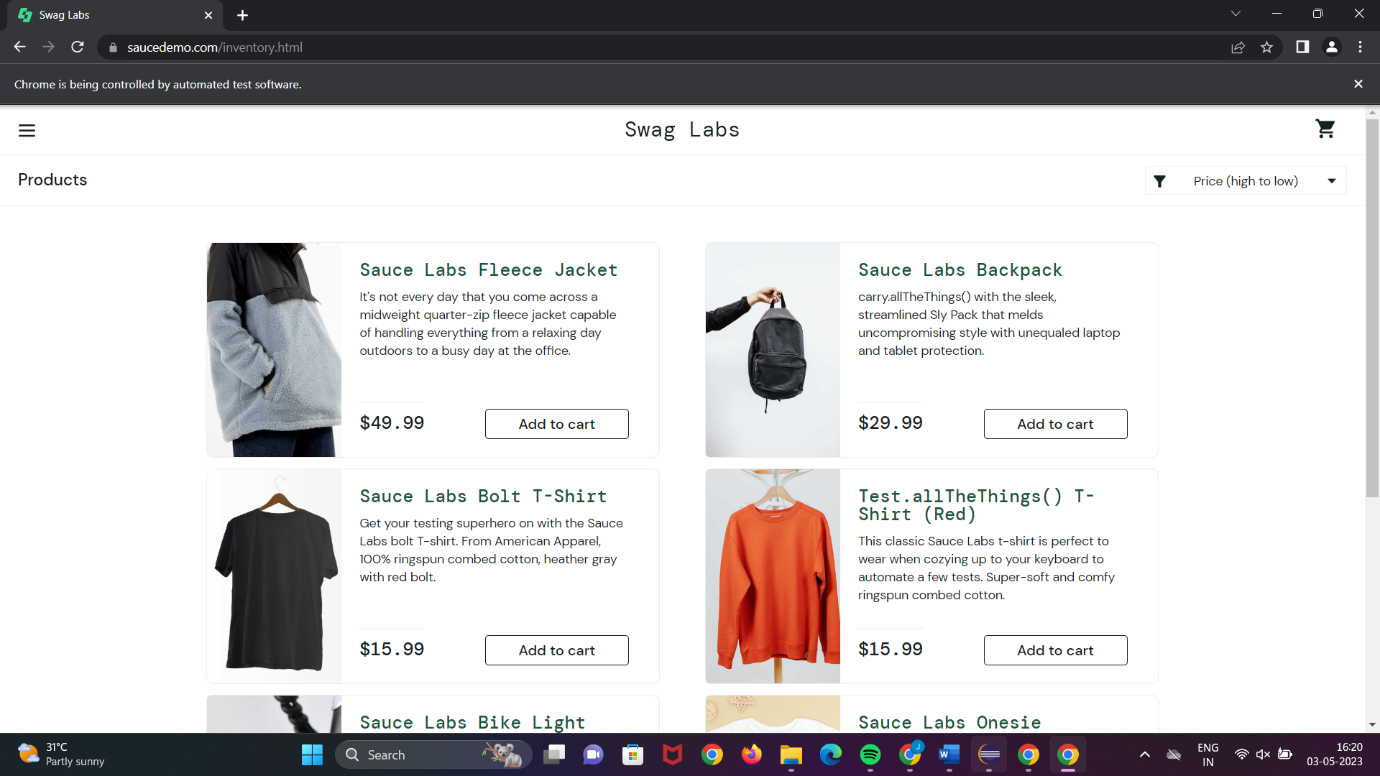 Swag Labs
saucedemo.com/inventory.html
Chrome is being controlled by automated test software.
Swag Labs
Products
Price (high to low)
Sauce Labs Fleece Jacket
It's not every day that you come across a
midweight quarter-zip fleece jacket capable
of handling everything from a relaxing day
outdoors to a busy day at the office.
$49.99
Add to cart
Sauce Labs Backpack
carry.allTheThings() with the sleek,
streamlined Sly Pack that melds
uncompromising style with unequaled laptop
and tablet protection.
$29.99
Add to cart
Sauce Labs Bolt T-Shirt
Get your testing superhero on with the Sauce
Labs bolt T-shirt. From American Apparel,
100% ringspun combed cotton, heather gray
with red bolt.
$15.99
Add to cart
Test.allTheThings() T-
Shirt (Red)
This classic Sauce Labs t-shirt is perfect to
wear when cozying up to your keyboard to
automate a few tests. Super-soft and comfy
ringspun combed cotton.
$15.99
Add to cart
Sauce Labs Bike Light
Sauce Labs Onesie
31°C
Partly sunny
Search
J
ENG
IN
16:20
03-05-2023